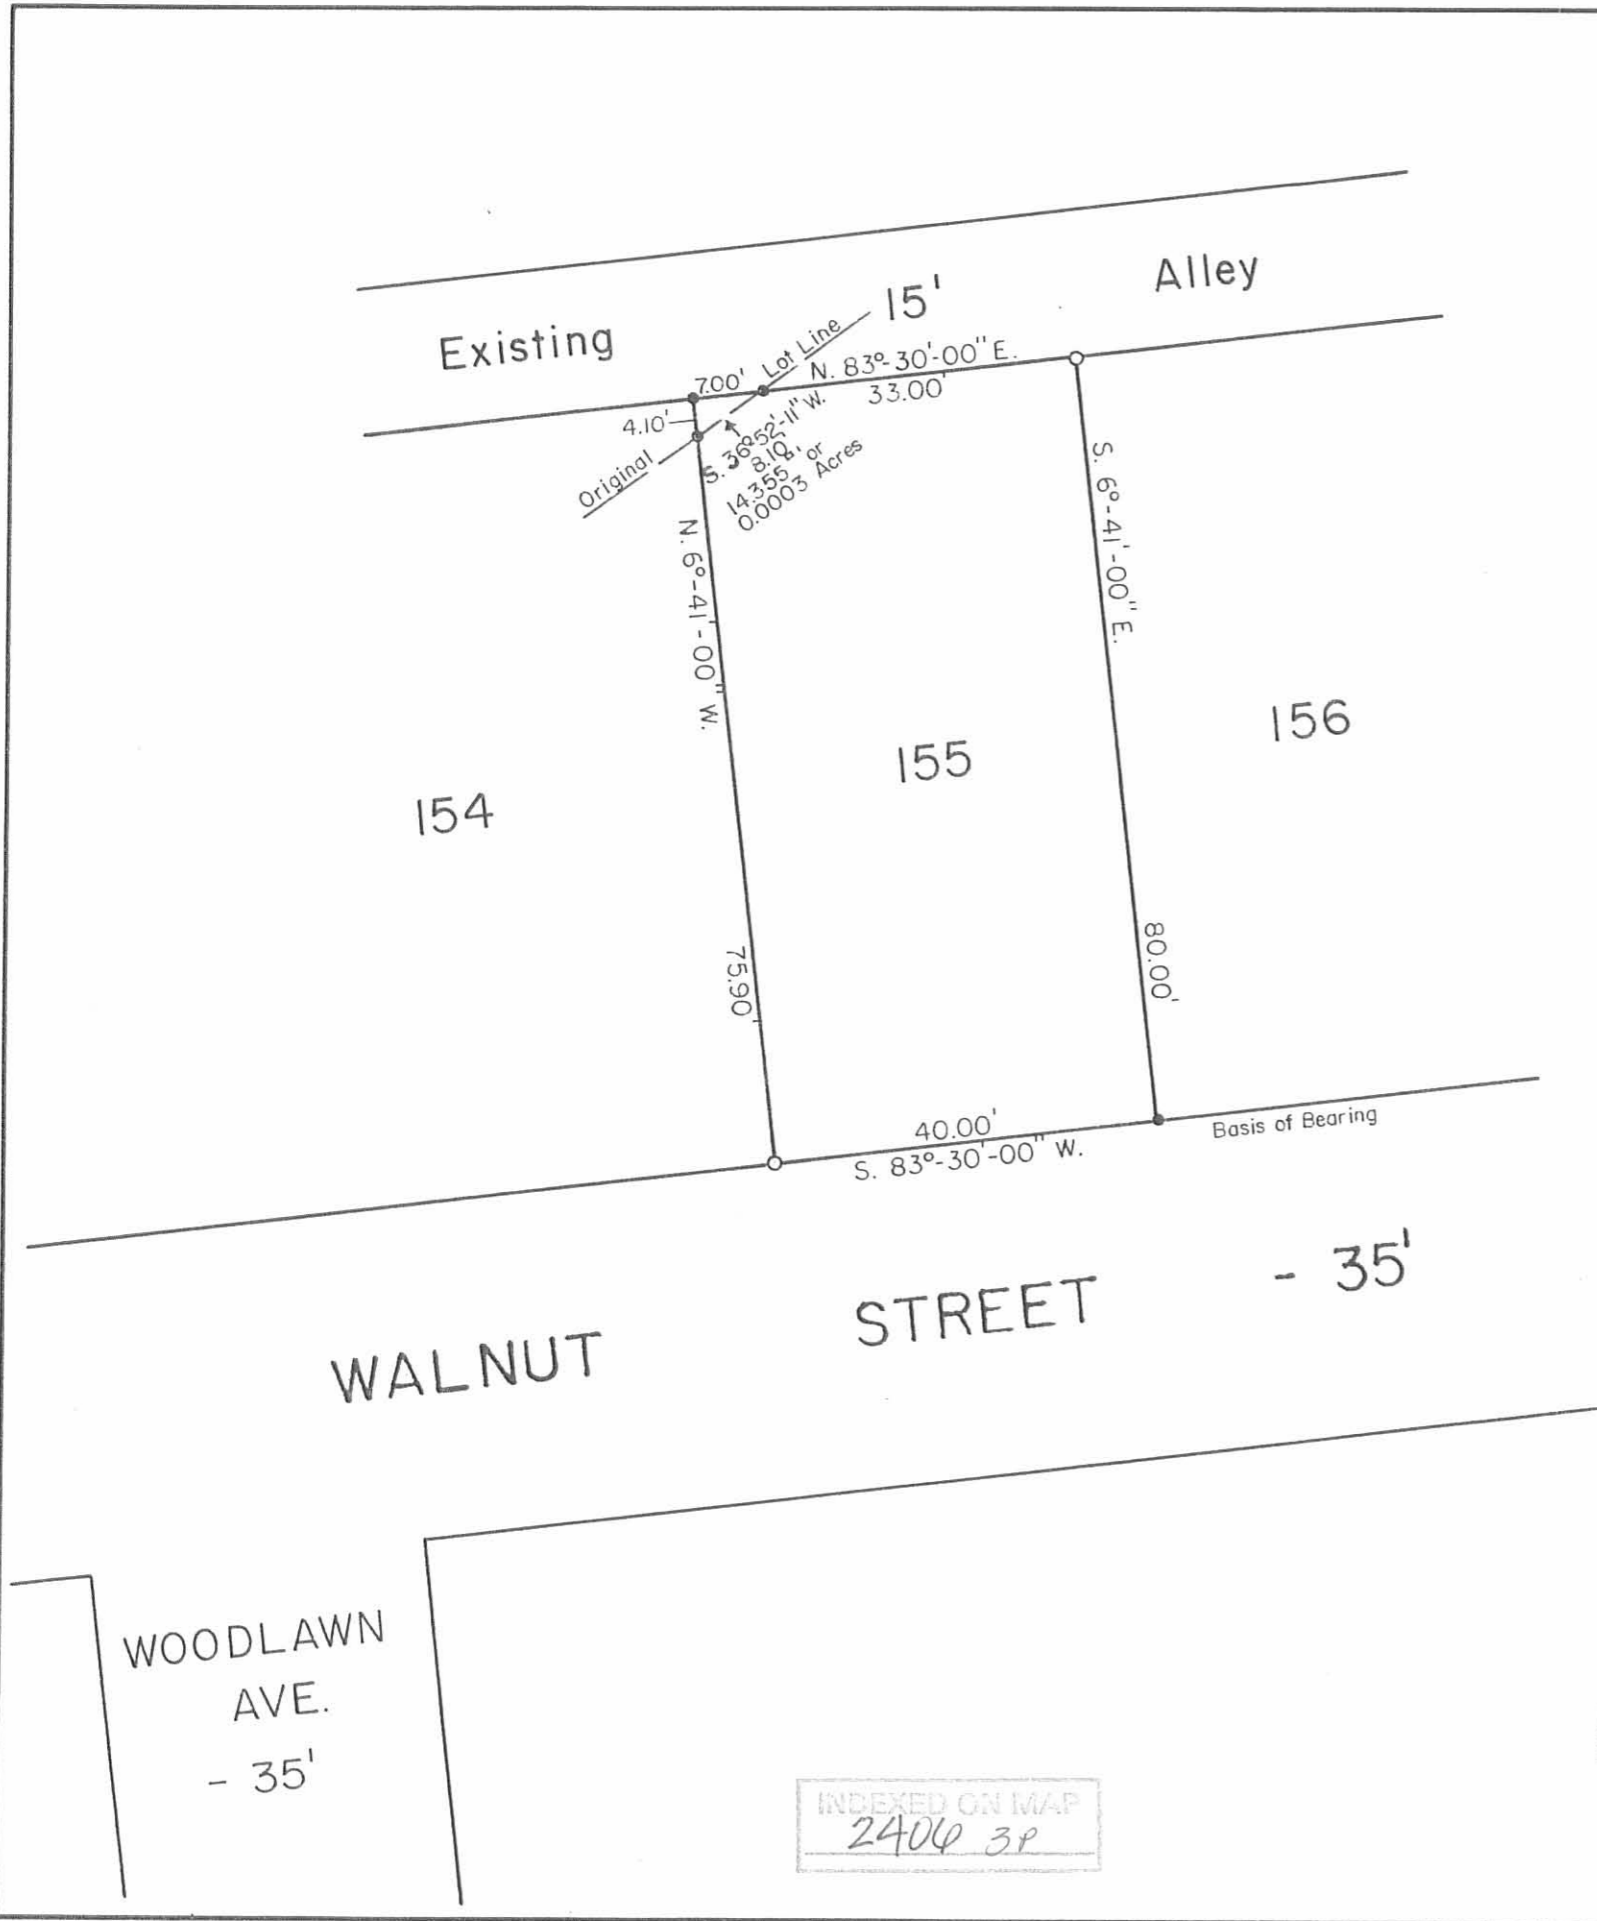 Existing
15'
Alley
7.00'
Lot Line
N. 83°-30'-00" E.
33.00'
4.10'
Original
S. 36°-52'-11" W.
8.10'
14.355 or
0.0003 Acres
N. 6°-41'-00" W.
75.90'
S. 6°-41'-00" E.
80.00'
154
155
156
40.00'
S. 83°-30'-00" W.
Basis of Bearing
WALNUT STREET - 35'
WOODLAWN
AVE.
- 35'
INDEXED ON MAP
2406 3P